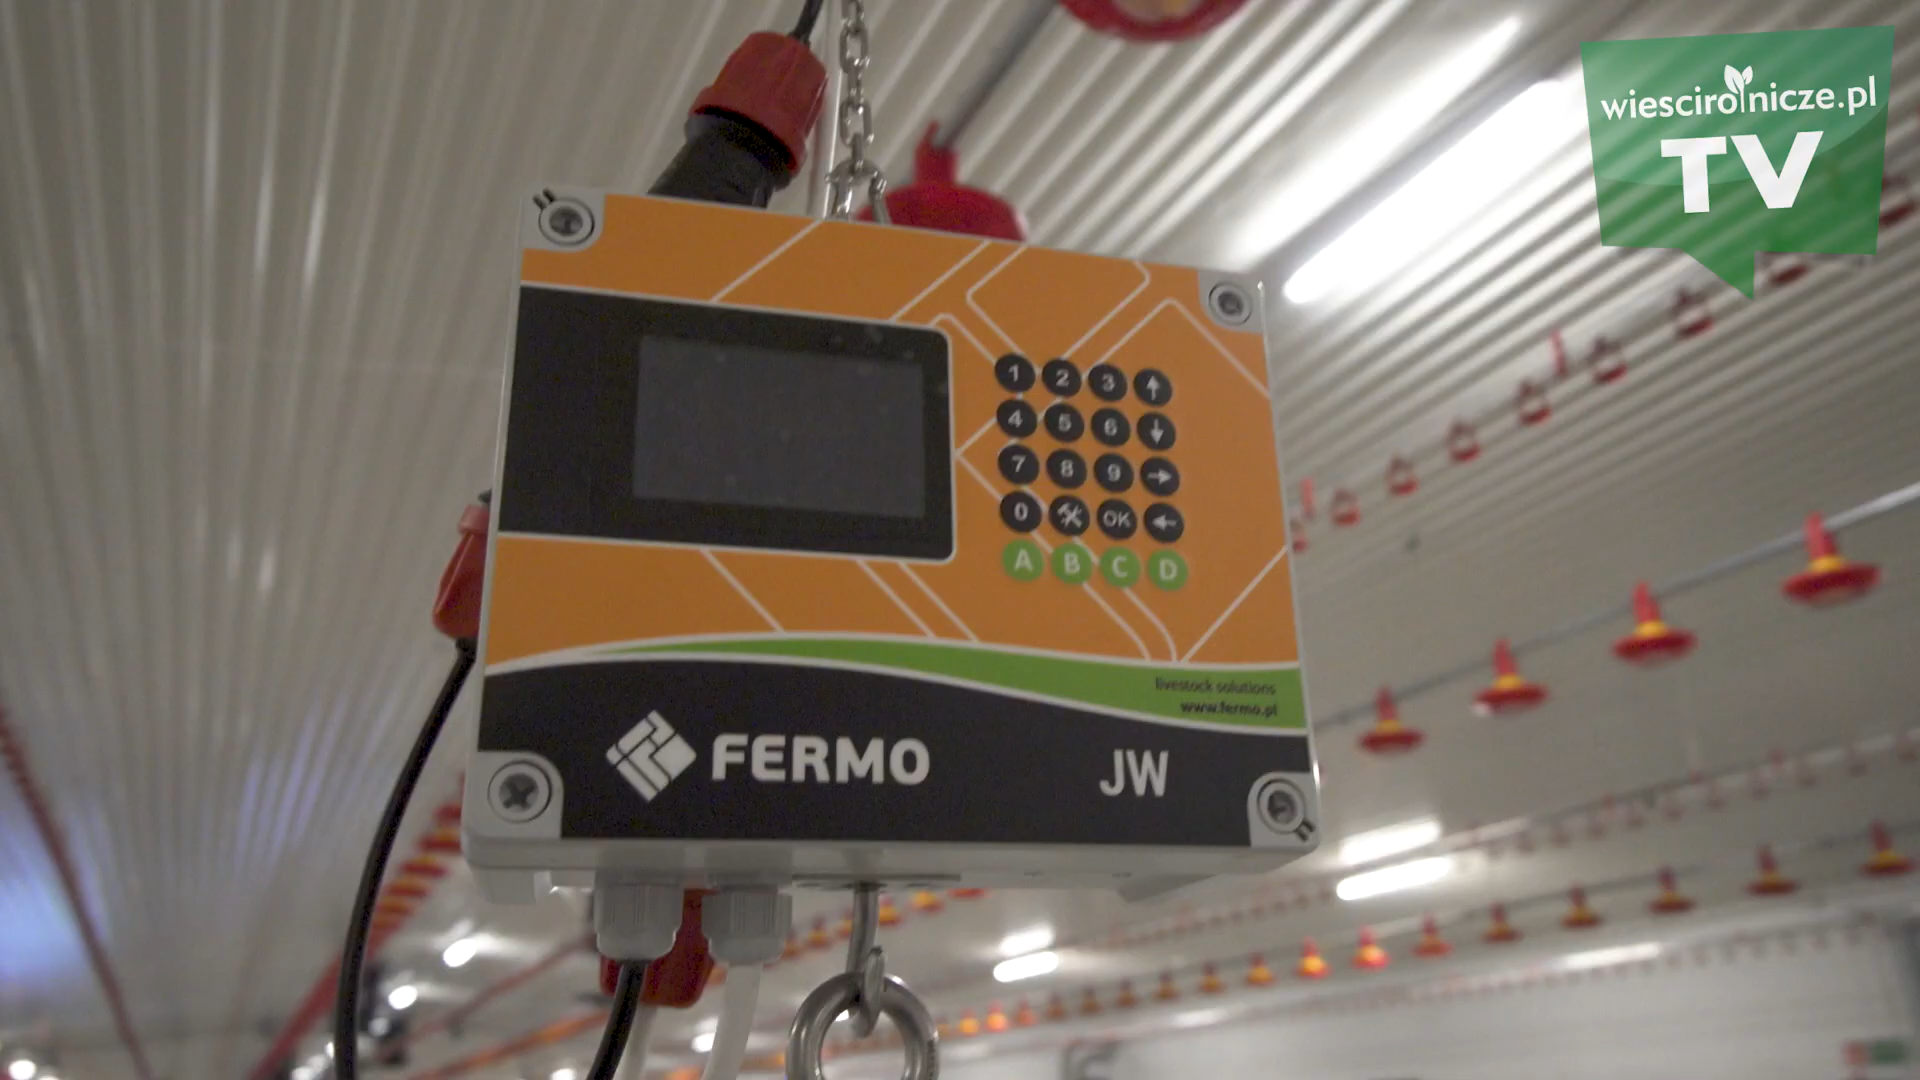 wiescirolnicze.pl
TV
1 2 3 ↑
4 5 6 ↓
7 8 9 →
0 OK ←
A B C D
livestock solutions
www.fermo.pl
FERMO JW